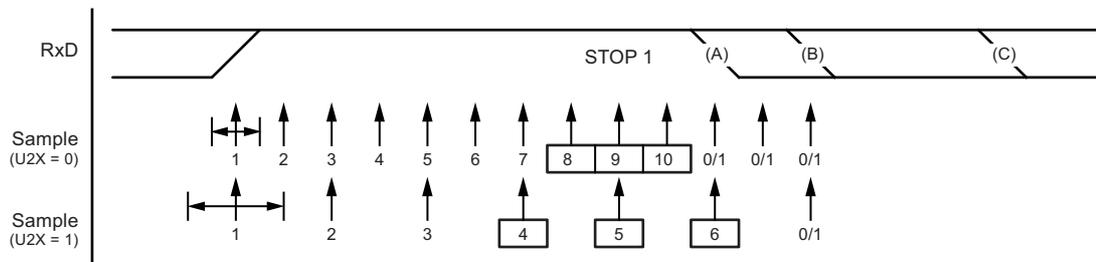 RxD STOP 1 (A) (B) (C)
Sample
(U2X = 0)
1 2 3 4 5 6 7 8 9 10 0/1 0/1 0/1
Sample
(U2X = 1)
1 2 3 4 5 6 0/1